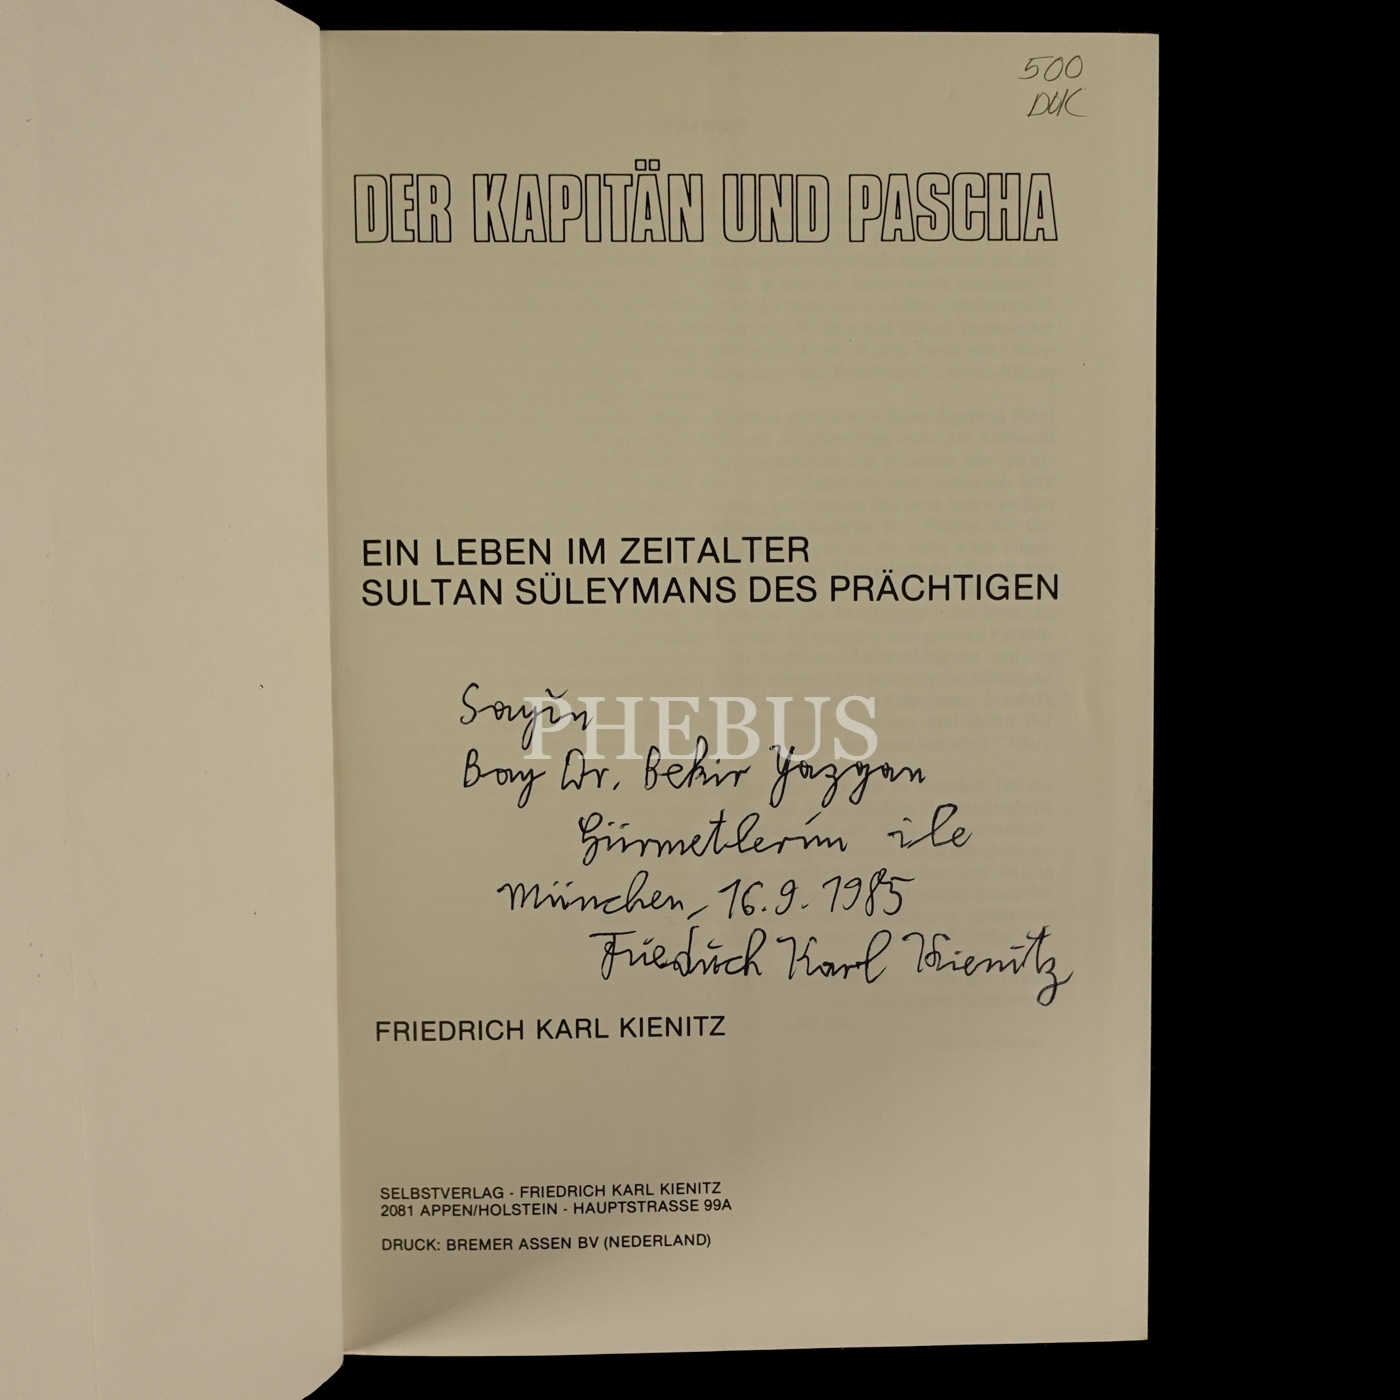 500
DUK
DER KAPITÄN UND PASCHA
EIN LEBEN IM ZEITALTER
SULTAN SÜLEYMANS DES PRÄCHTIGEN
Sayın
PHEBUS
Bay Dr. Bekir Yazgan
Hürmetlerim ile
München, 16.9.1985
Friedrich Karl Kienitz
FRIEDRICH KARL KIENITZ
SELBSTVERLAG - FRIEDRICH KARL KIENITZ
2081 APPEN/HOLSTEIN - HAUPTSTRASSE 99A
DRUCK: BREMER ASSEN BV (NEDERLAND)